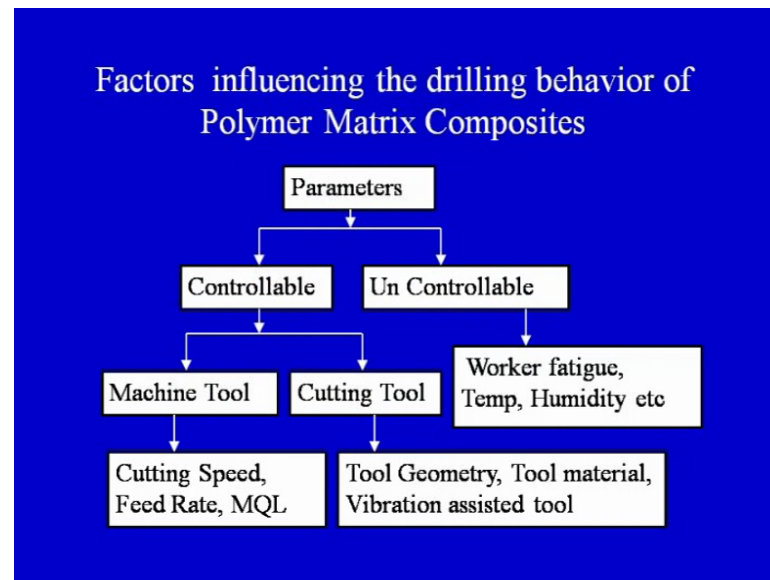 Factors influencing the drilling behavior of
Polymer Matrix Composites
Parameters
Controllable
Un Controllable
Machine Tool
Cutting Tool
Worker fatigue,
Temp, Humidity etc
Cutting Speed,
Feed Rate, MQL
Tool Geometry, Tool material,
Vibration assisted tool